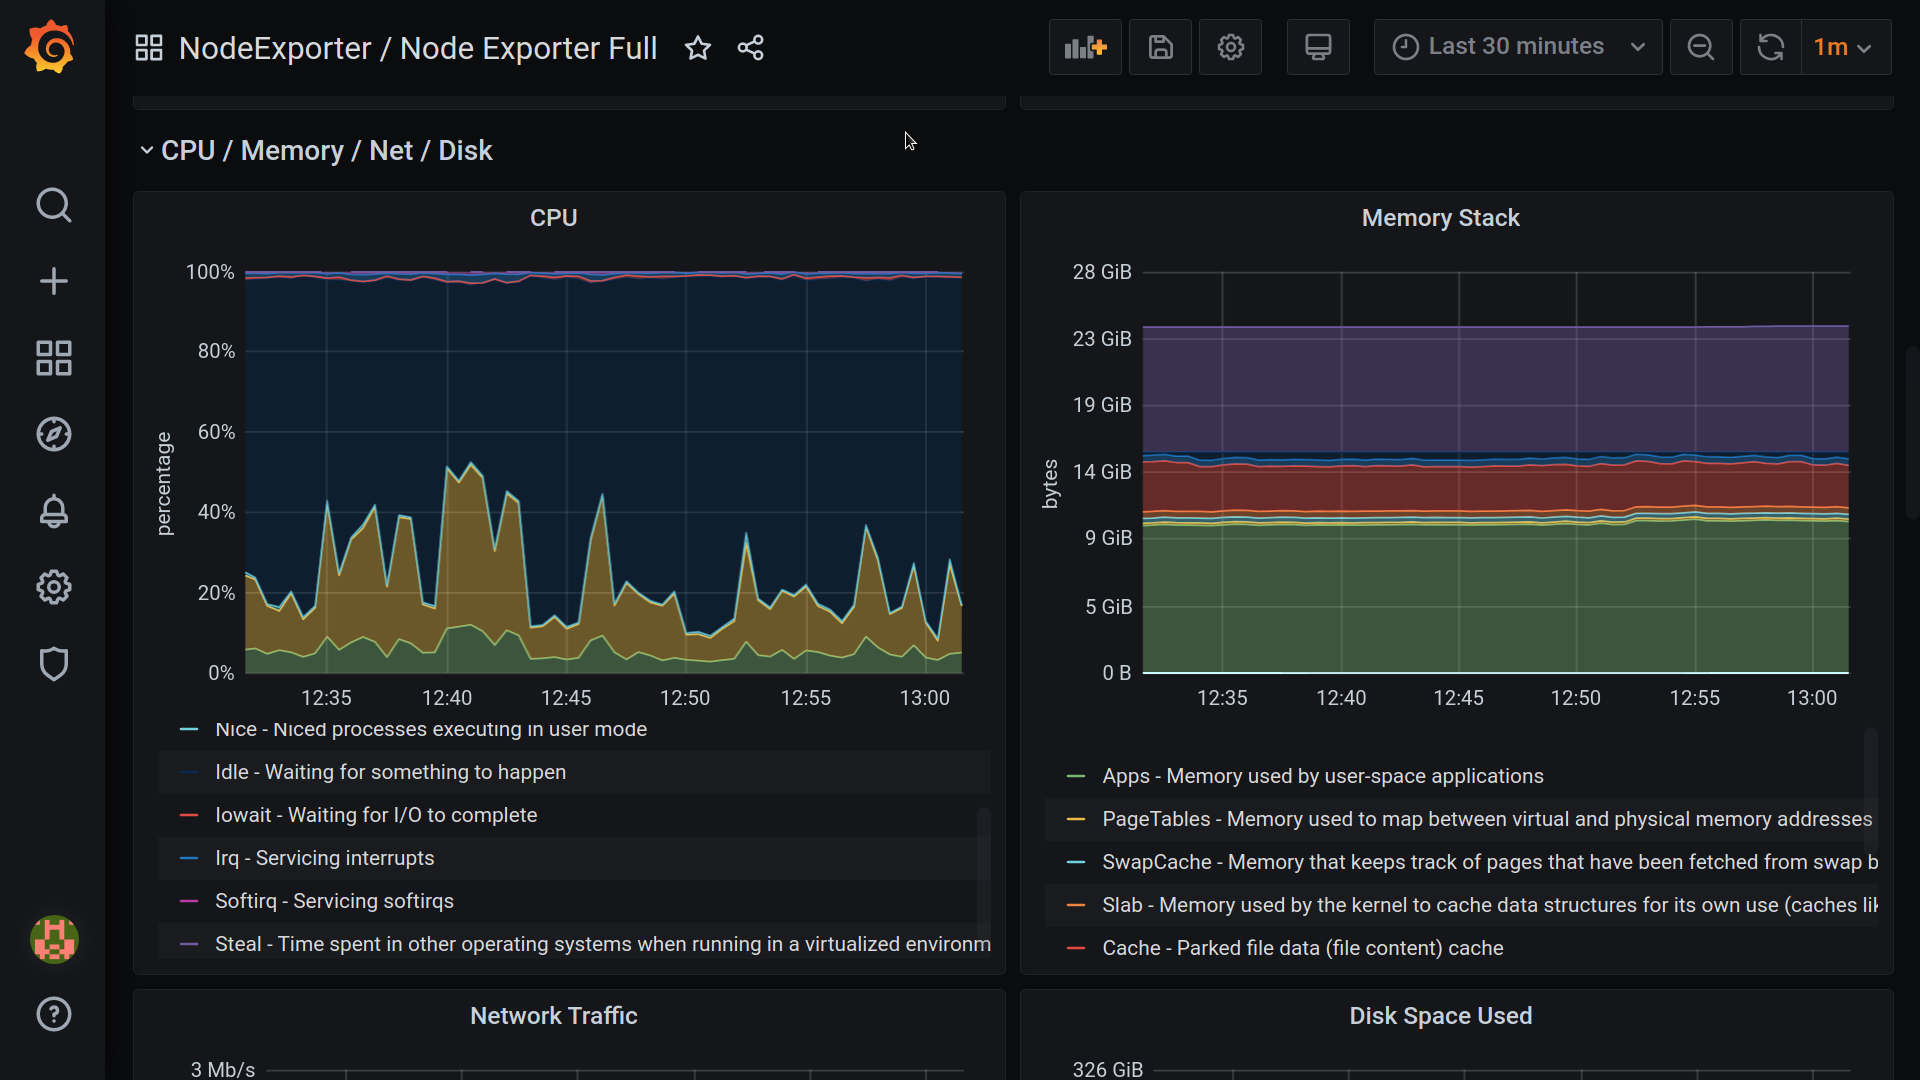 NodeExporter / Node Exporter Full
Last 30 minutes
1m
CPU / Memory / Net / Disk
CPU
percentage
100%
80%
60%
40%
20%
0%
12:35 12:40 12:45 12:50 12:55 13:00
Nice - Niced processes executing in user mode
Idle - Waiting for something to happen
Iowait - Waiting for I/O to complete
Irq - Servicing interrupts
Softirq - Servicing softirqs
Steal - Time spent in other operating systems when running in a virtualized environm
Memory Stack
bytes
28 GiB
23 GiB
19 GiB
14 GiB
9 GiB
5 GiB
0 B
12:35 12:40 12:45 12:50 12:55 13:00
Apps - Memory used by user-space applications
PageTables - Memory used to map between virtual and physical memory addresses
SwapCache - Memory that keeps track of pages that have been fetched from swap b
Slab - Memory used by the kernel to cache data structures for its own use (caches lik
Cache - Parked file data (file content) cache
Network Traffic
3 Mb/s
Disk Space Used
326 GiB